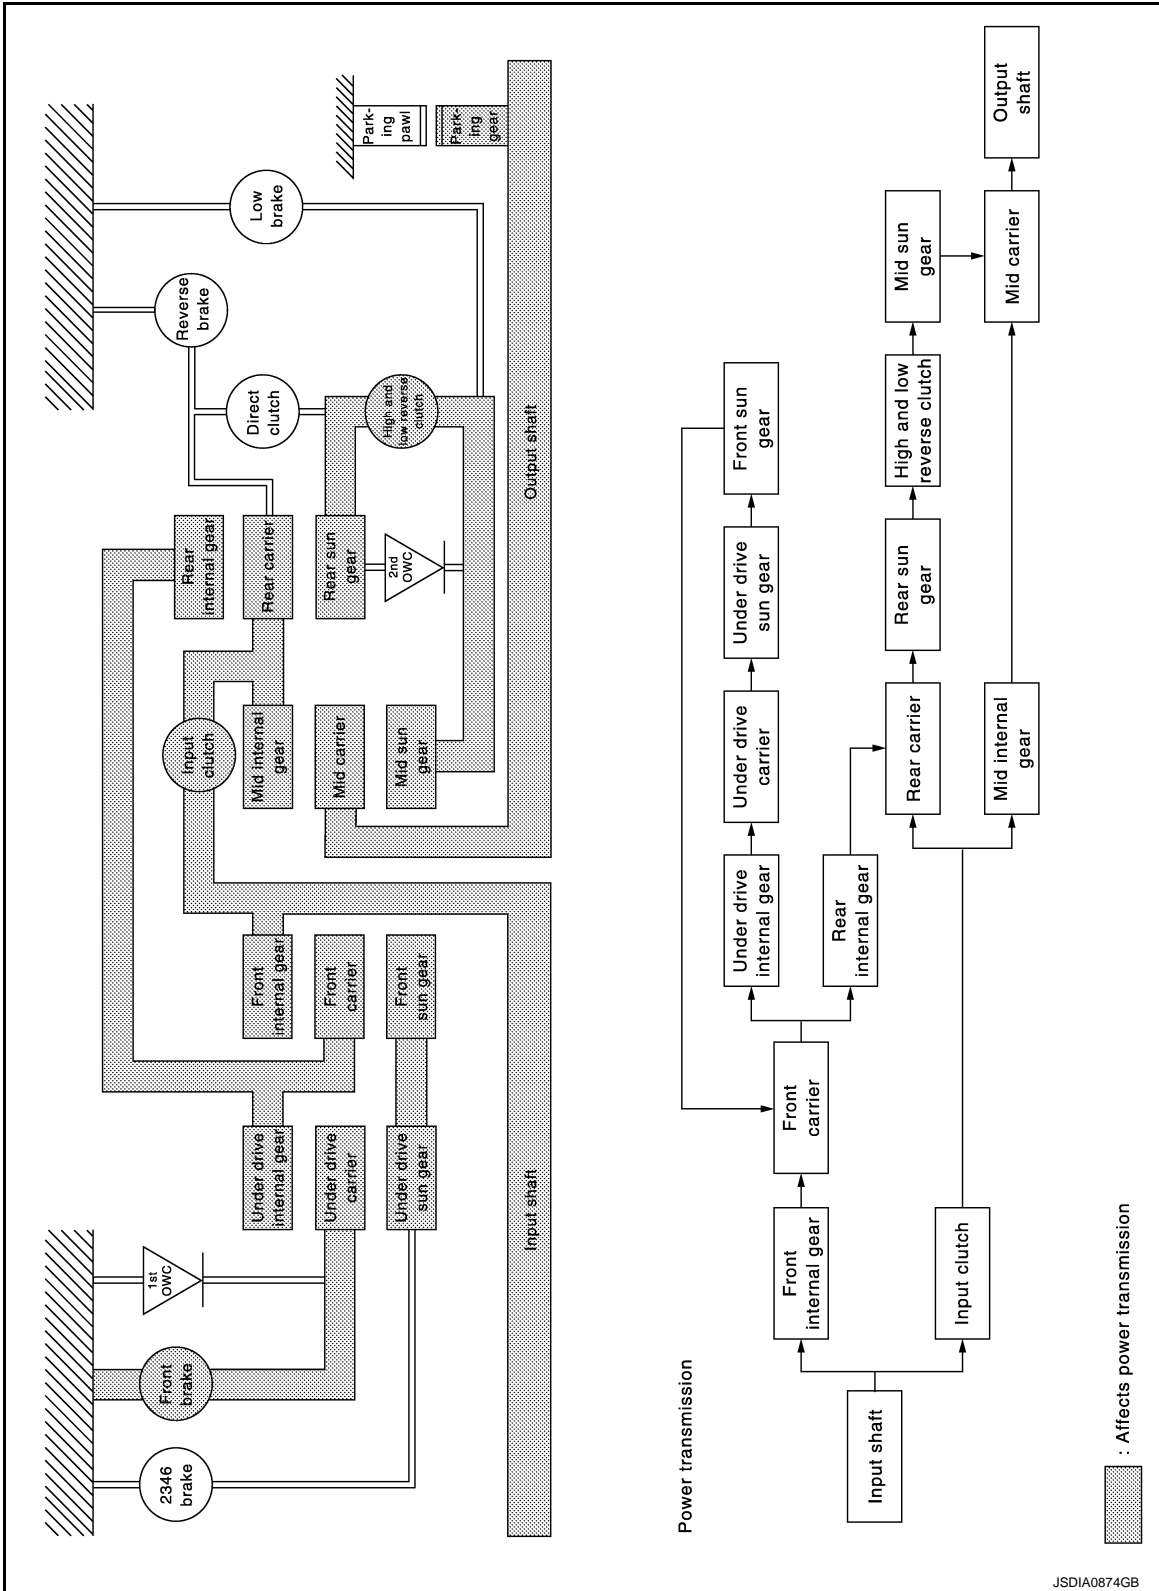 2346
brake
Front
brake
1st
OWC
Under drive
internal gear
Under drive
carrier
Under drive
sun gear
Front
internal gear
Front
carrier
Front
sun gear
Input shaft
Input
clutch
Mid internal
gear
Mid carrier
Mid sun
gear
Rear
internal gear
Rear carrier
Rear sun
gear
2nd
OWC
Direct
clutch
High and
low reverse
clutch
Reverse
brake
Low
brake
Park-
ing
pawl
Park-
ing
gear
Output shaft
Power transmission
Input shaft
Front
internal gear
Input clutch
Front
carrier
Under drive
internal gear
Rear
internal gear
Under drive
carrier
Rear carrier
Mid internal
gear
Under drive
sun gear
Rear sun
gear
Front sun
gear
High and low
reverse clutch
Mid sun
gear
Mid carrier
Output
shaft
: Affects power transmission
JSDIA0874GB